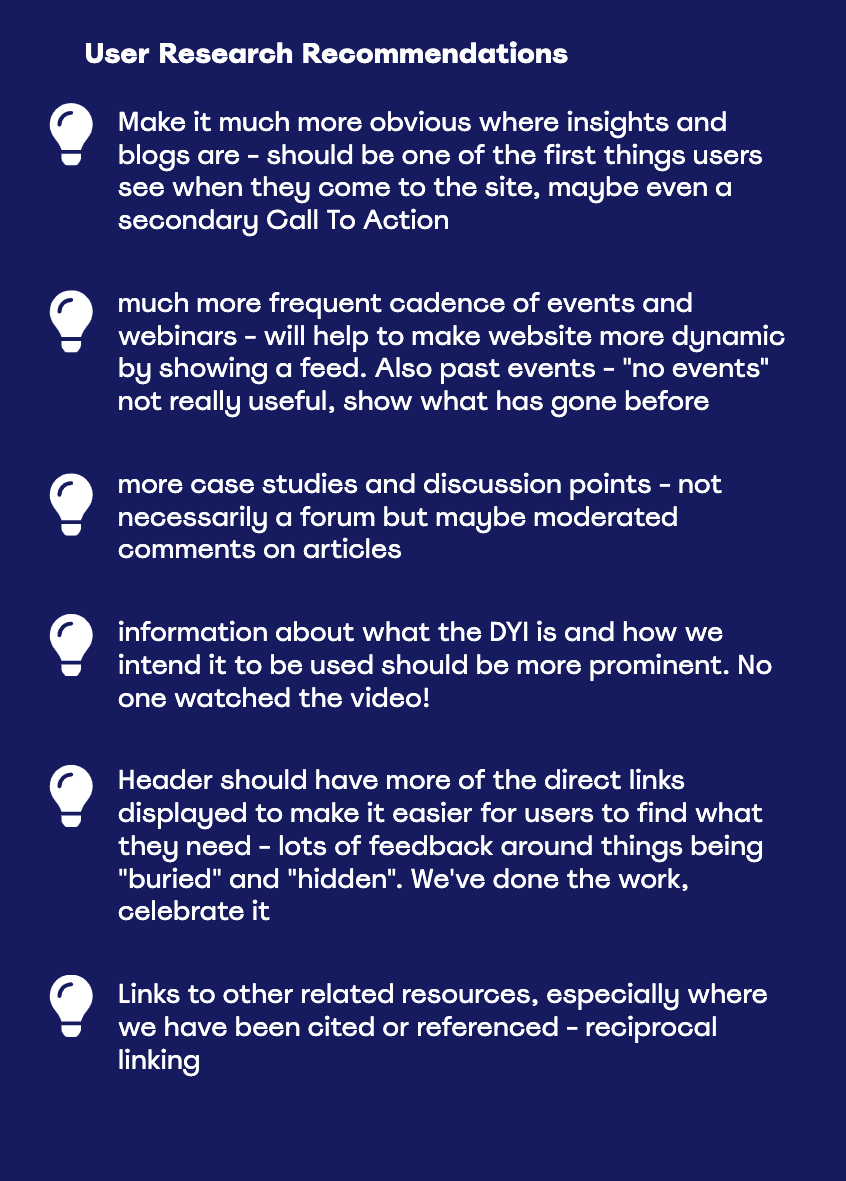 User Research Recommendations
Make it much more obvious where insights and
blogs are - should be one of the first things users
see when they come to the site, maybe even a
secondary Call To Action
much more frequent cadence of events and
webinars - will help to make website more dynamic
by showing a feed. Also past events - "no events"
not really useful, show what has gone before
more case studies and discussion points - not
necessarily a forum but maybe moderated
comments on articles
information about what the DYI is and how we
intend it to be used should be more prominent. No
one watched the video!
Header should have more of the direct links
displayed to make it easier for users to find what
they need - lots of feedback around things being
"buried" and "hidden". We've done the work,
celebrate it
Links to other related resources, especially where
we have been cited or referenced - reciprocal
linking